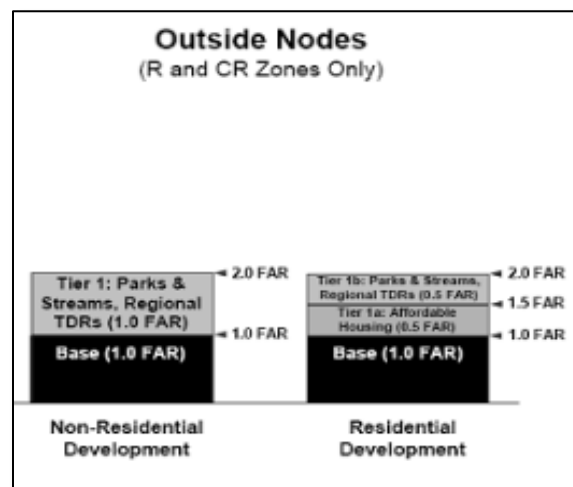 Outside Nodes
(R and CR Zones Only)
Tier 1: Parks &
Streams, Regional
TDRs (1.0 FAR)
Base (1.0 FAR)
2.0 FAR
1.0 FAR
Non-Residential
Development
Tier 1b: Parks & Streams,
Regional TDRs (0.5 FAR)
Tier 1a: Affordable
Housing (0.5 FAR)
Base (1.0 FAR)
2.0 FAR
1.5 FAR
1.0 FAR
Residential
Development